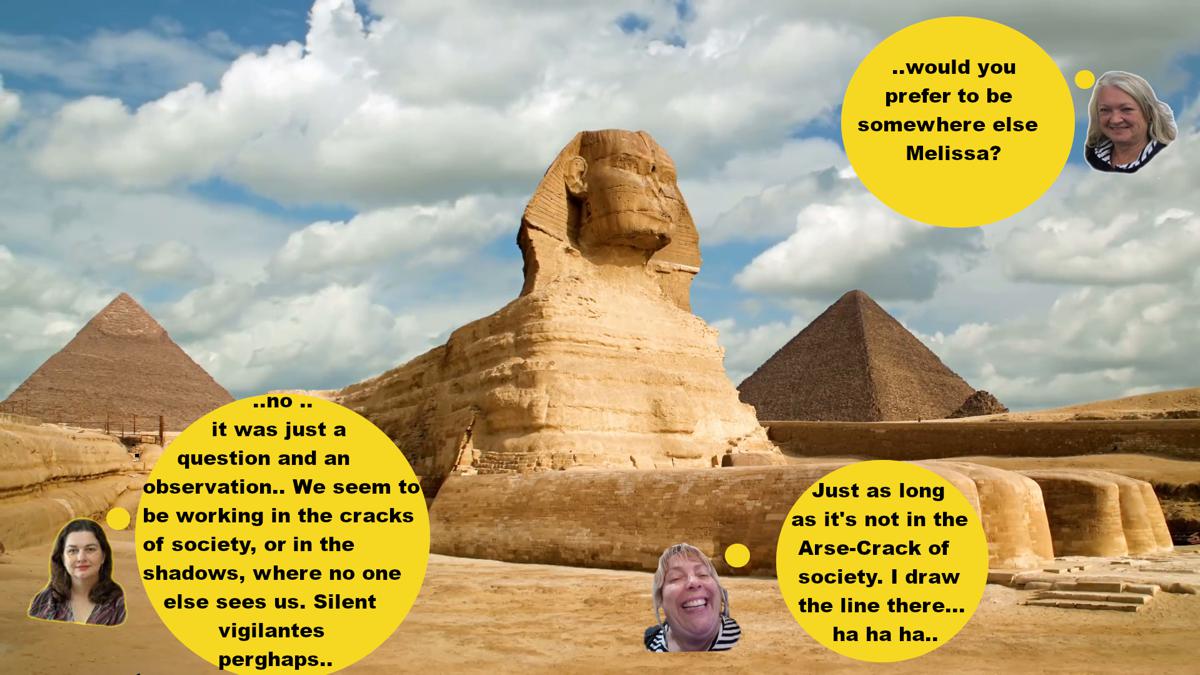 ..would you
prefer to be
somewhere else
Melissa?
..no ..
it was just a
question and an
observation.. We seem to
be working in the cracks
of society, or in the
shadows, where no one
else sees us. Silent
vigilantes
perghaps..
Just as long
as it's not in the
Arse-Crack of
society. I draw
the line there...
ha ha ha..